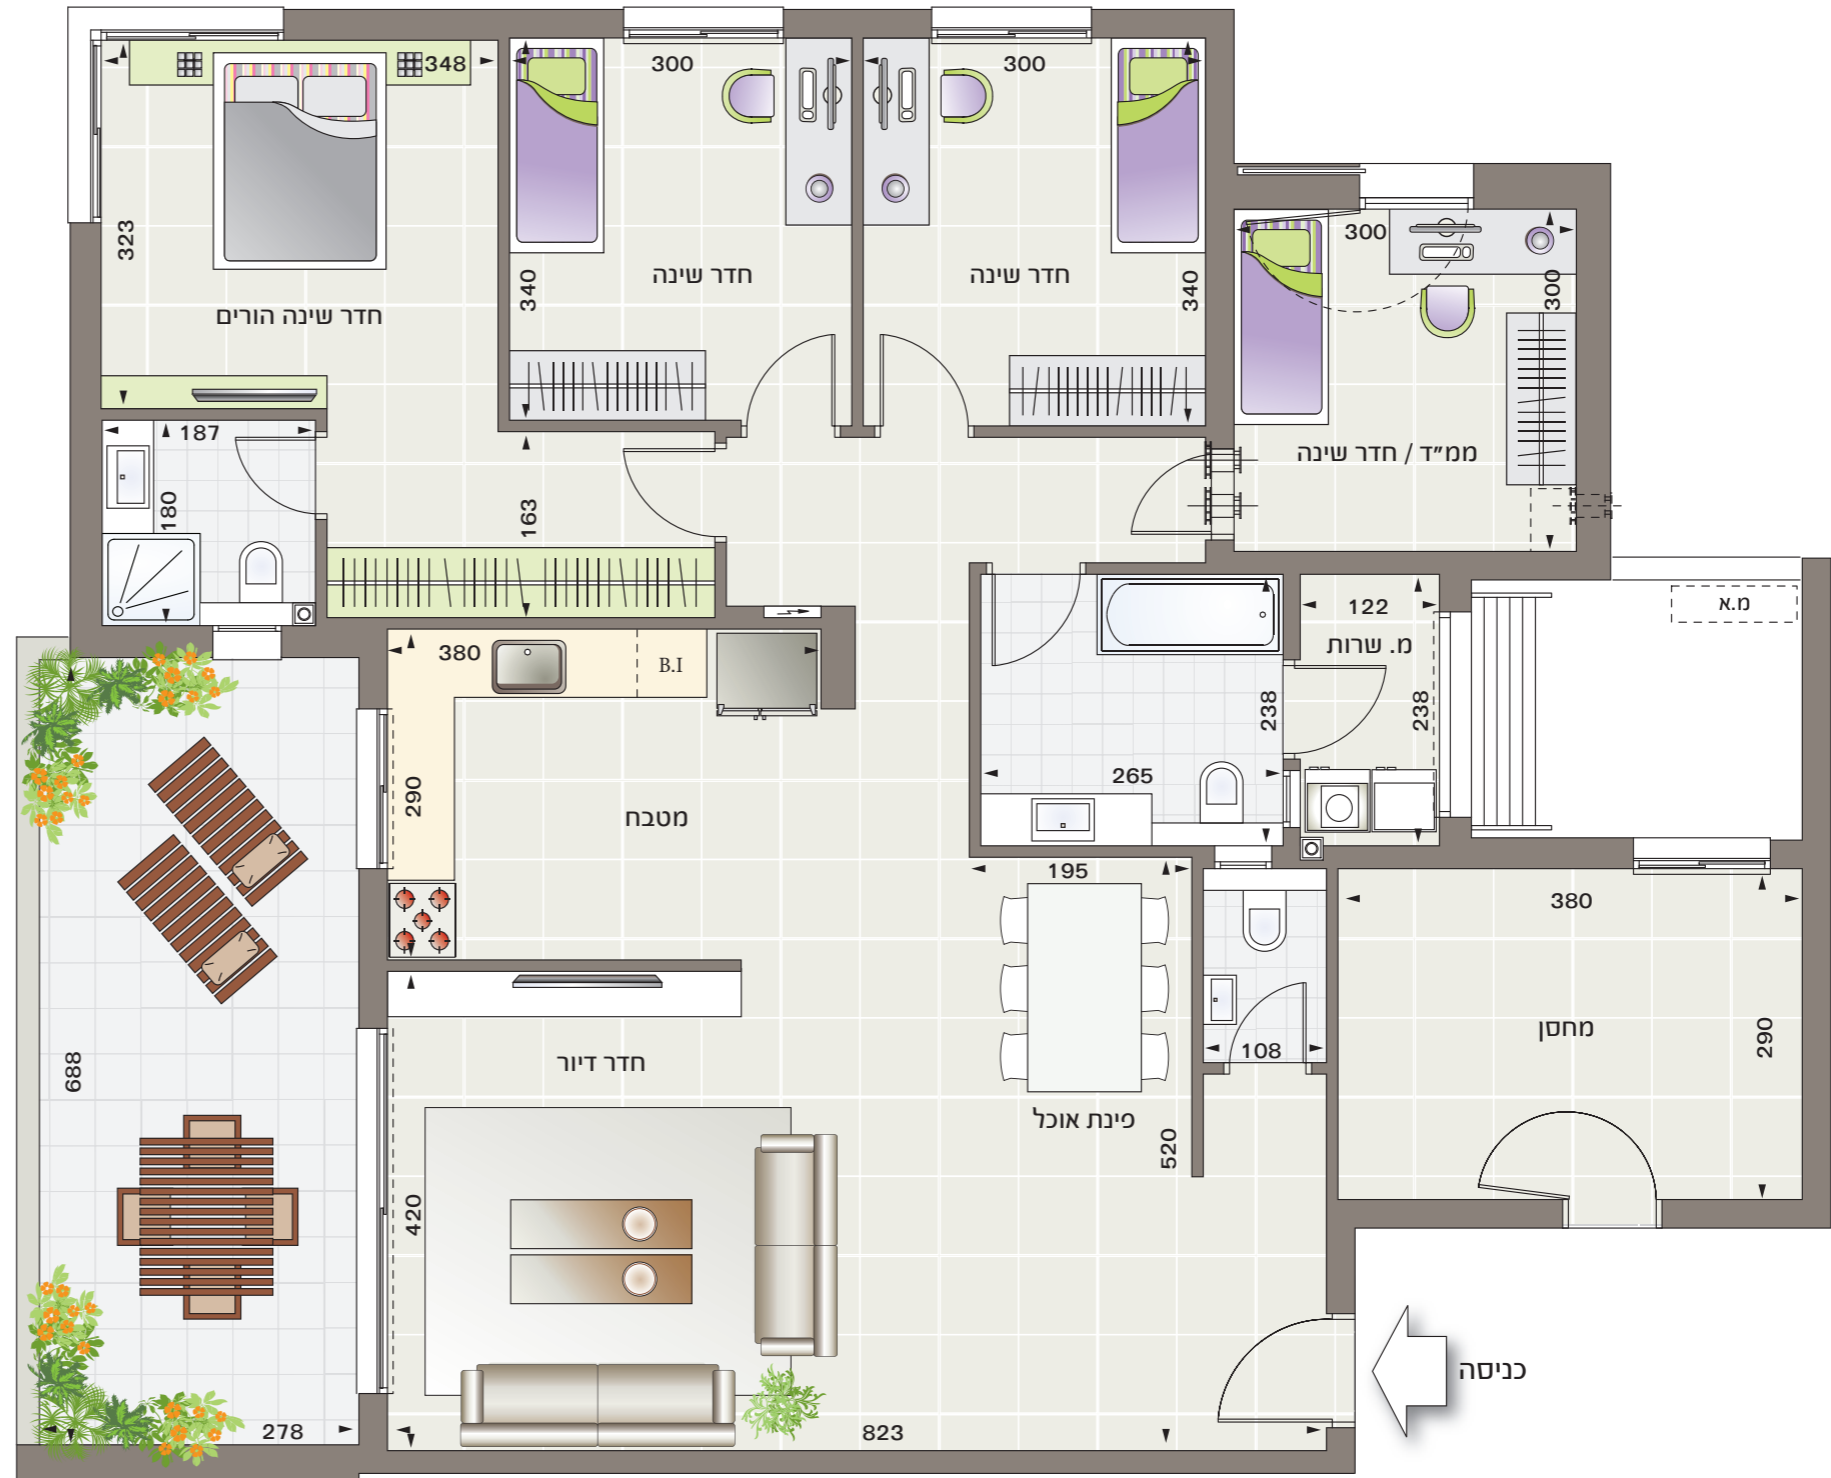 348
300
300
323
340
חדר שינה
חדר שינה
340
300
300
חדר שינה הורים
ממ״ד / חדר שינה
187
180
163
122
מ. שרות
מ.א
380
B.I
238
238
290
מטבח
265
195
380
688
חדר דיור
108
מחסן
290
פינת אוכל
520
420
כניסה
278
823